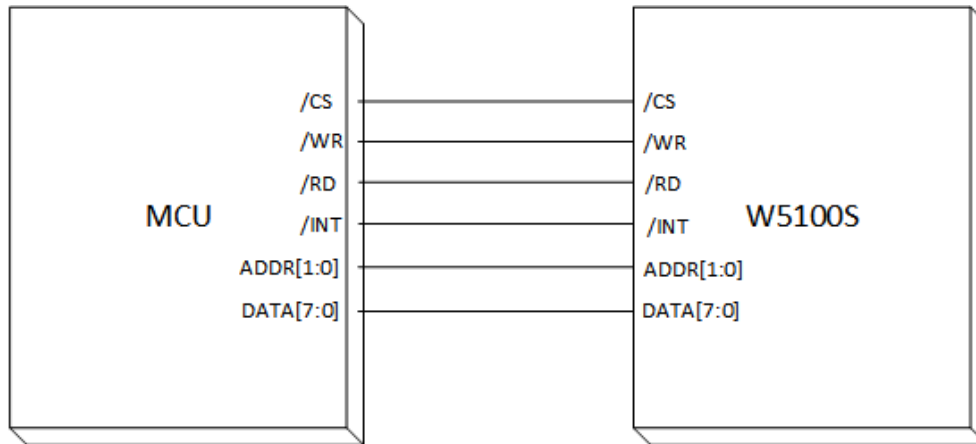 /CS
/WR
/RD
MCU
/INT
ADDR[1:0]
DATA[7:0]
/CS
/WR
/RD
W5100S
/INT
ADDR[1:0]
DATA[7:0]